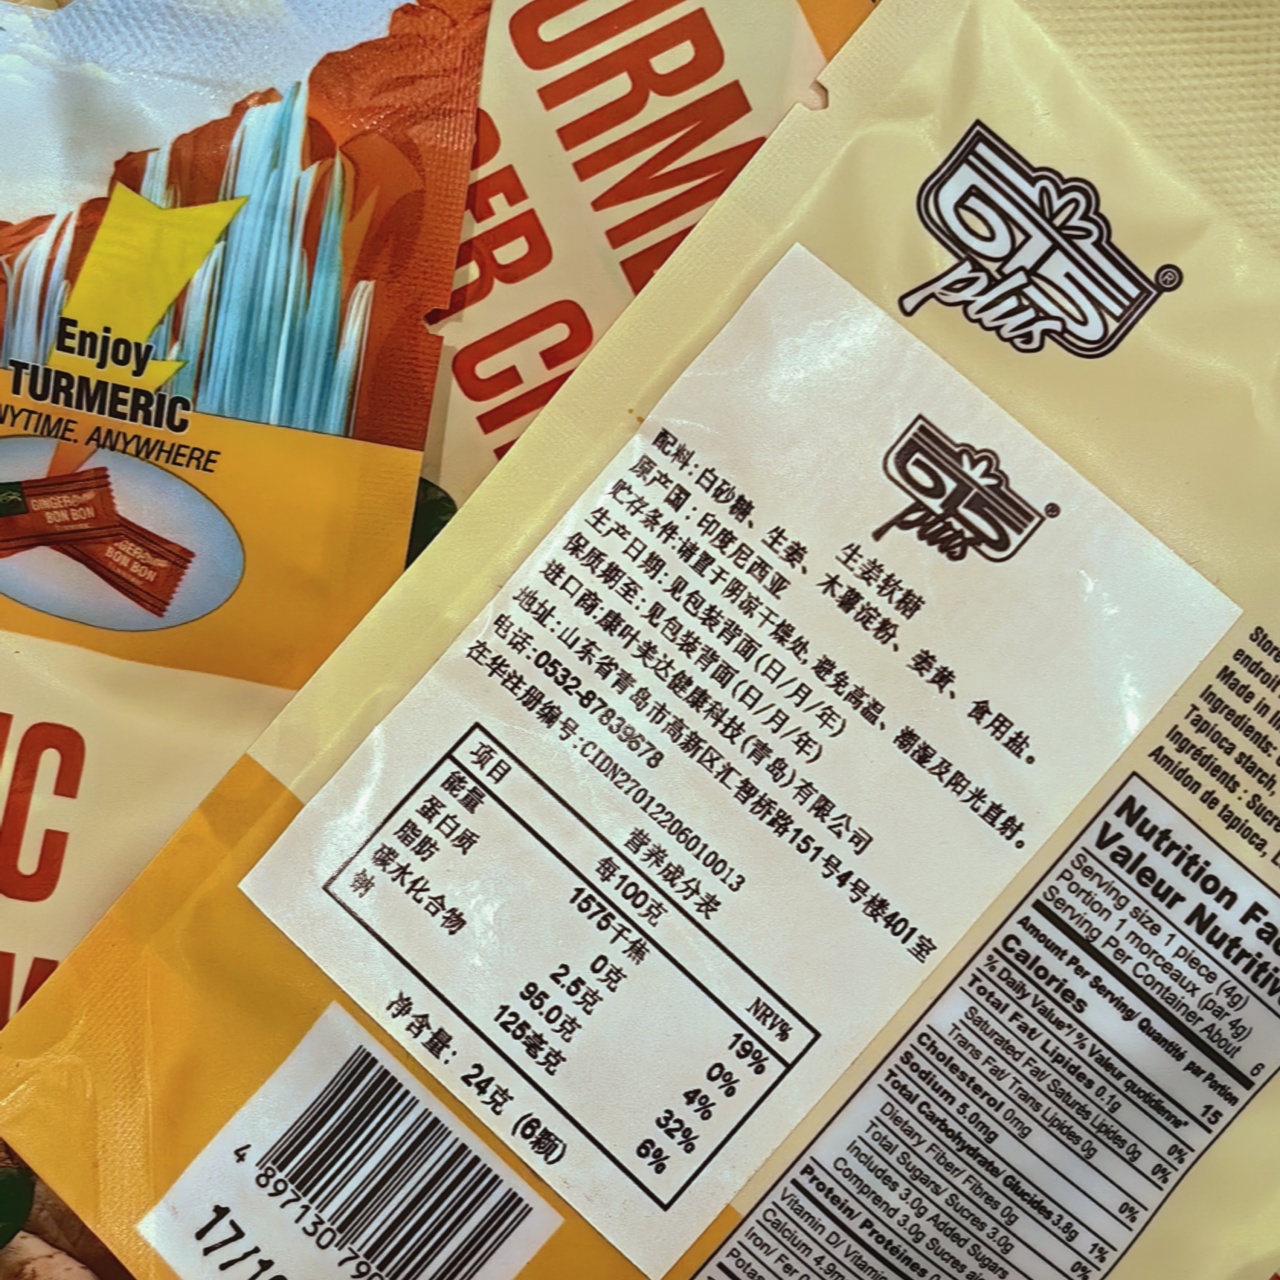 Enjoy
TURMERIC
ANYWHERE
GINGER
BON BON
BON BON
GER
615
plus
®
615
plus
®
生姜软糖
配料:白砂糖、生姜、木薯淀粉、姜黄、食用盐。
原产国:印度尼西亚
贮存条件:请置于阴凉干燥处,避免高温、潮湿及阳光直射。
生产日期:见包装背面(日/月/年)
保质期至:见包装背面(日/月/年)
进口商:康叶美达健康科技(青岛)有限公司
地址:山东省青岛市高新区汇智桥路151号4号楼401室
电话:0532-87839678
在华注册编号:CIDN27012206010013
营养成分表
项目 每100克 NRV%
能量 1575千焦 19%
蛋白质 0克 0%
脂肪 2.5克 4%
碳水化合物 95.0克 32%
钠 125毫克 6%
净含量: 24克 (6颗)
4 897130
17/1
Store
endroit
Made in
Ingredients:
Tapioca starch,
Ingrédients : Sucre
Amidon de tapioca,
Nutrition
Valeur
Serving size 1 piece (4g)
Portion 1 morceaux (par 4g)
Serving Per Container About 6
Amount Per Serving/ Quantité par Portion
Calories 15
% Daily Value*/ % Valeur quotidienne*
Total Fat/ Lipides 0.1g 0%
Saturated Fat/ Saturés Lipides 0g 0%
Trans Fat/ Trans Lipides 0g
Cholesterol 0mg 0%
Sodium 5.0mg
Total Carbohydrate/ Glucides 3.8g 1%
Dietary Fiber/ Fibres 0g 0%
Total Sugars/ Sucres 3.0g
Includes 3.0g Added Sugars
Comprend 3.0g Sucres
Protein/ Protéines
Vitamin D/
Calcium
Iron/ Fer